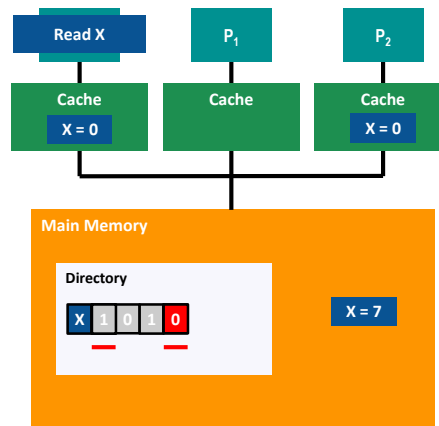 Read X
P₁
P₂
Cache
Cache
Cache
X = 0
X = 0
Main Memory
Directory
X 1 0 1 0
X = 7